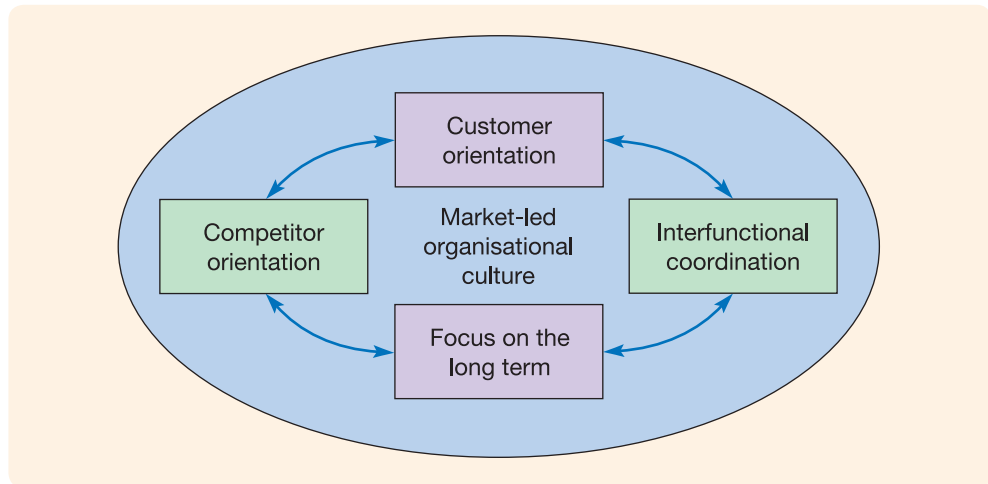 Customer
orientation
Competitor
orientation
Market-led
organisational
culture
Interfunctional
coordination
Focus on the
long term